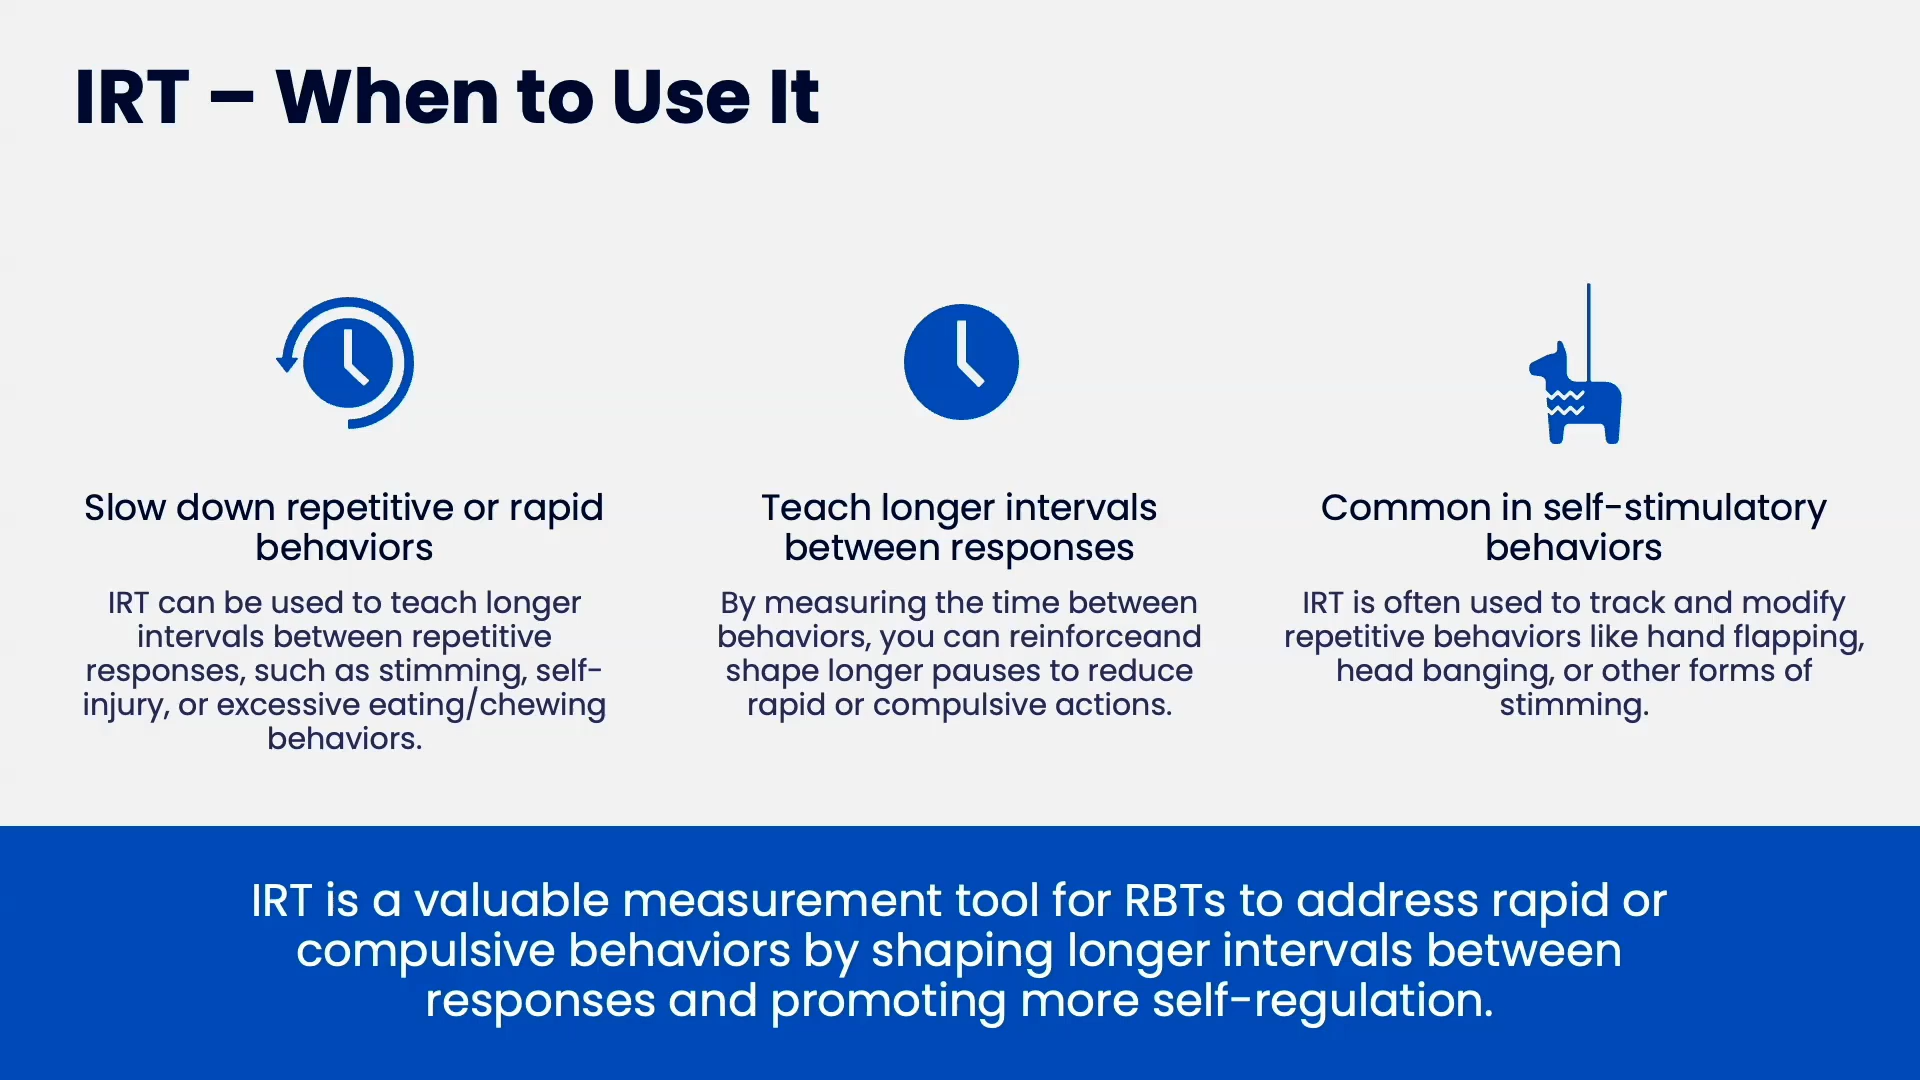 IRT – When to Use It
Slow down repetitive or rapid
behaviors
IRT can be used to teach longer
intervals between repetitive
responses, such as stimming, self-
injury, or excessive eating/chewing
behaviors.
Teach longer intervals
between responses
By measuring the time between
behaviors, you can reinforceand
shape longer pauses to reduce
rapid or compulsive actions.
Common in self-stimulatory
behaviors
IRT is often used to track and modify
repetitive behaviors like hand flapping,
head banging, or other forms of
stimming.
IRT is a valuable measurement tool for RBTs to address rapid or
compulsive behaviors by shaping longer intervals between
responses and promoting more self-regulation.